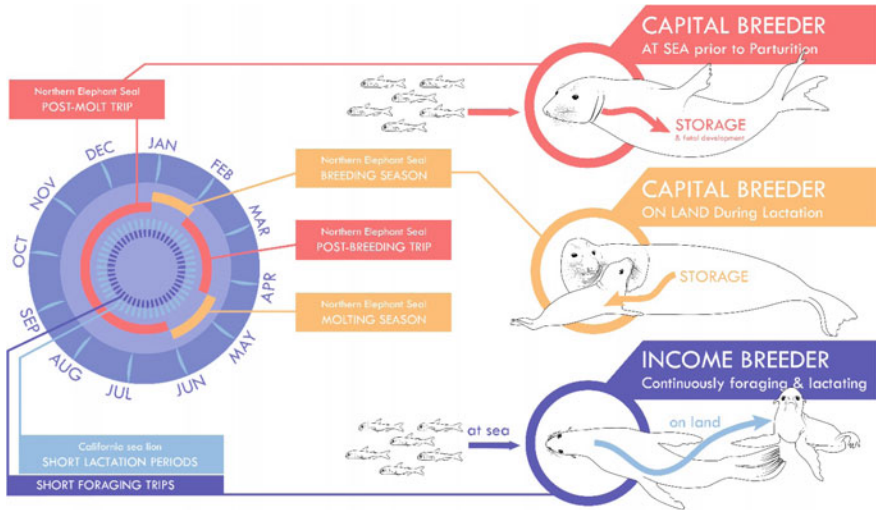 CAPITAL BREEDER
AT SEA prior to Parturition
STORAGE
& fetal development
Northern Elephant Seal
POST-MOLT TRIP
JAN
FEB
MAR
APR
MAY
JUN
JUL
AUG
SEP
OCT
NOV
DEC
Northern Elephant Seal
BREEDING SEASON
Northern Elephant Seal
POST-BREEDING TRIP
Northern Elephant Seal
MOLTING SEASON
CAPITAL BREEDER
ON LAND During Lactation
STORAGE
INCOME BREEDER
Continuously foraging & lactating
at sea
on land
California sea lion
SHORT LACTATION PERIODS
SHORT FORAGING TRIPS